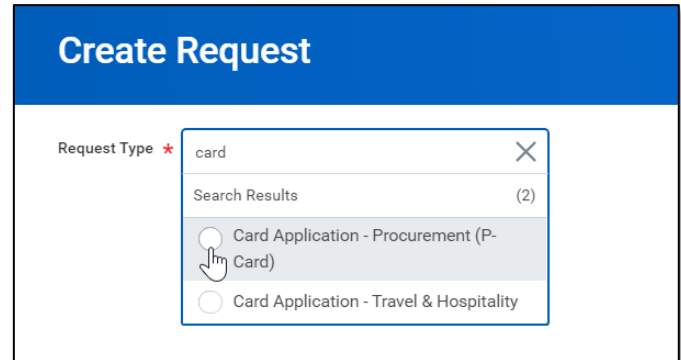 Create Request
Request Type *
card
Search Results (2)
Card Application - Procurement (P-
Card)
Card Application - Travel & Hospitality